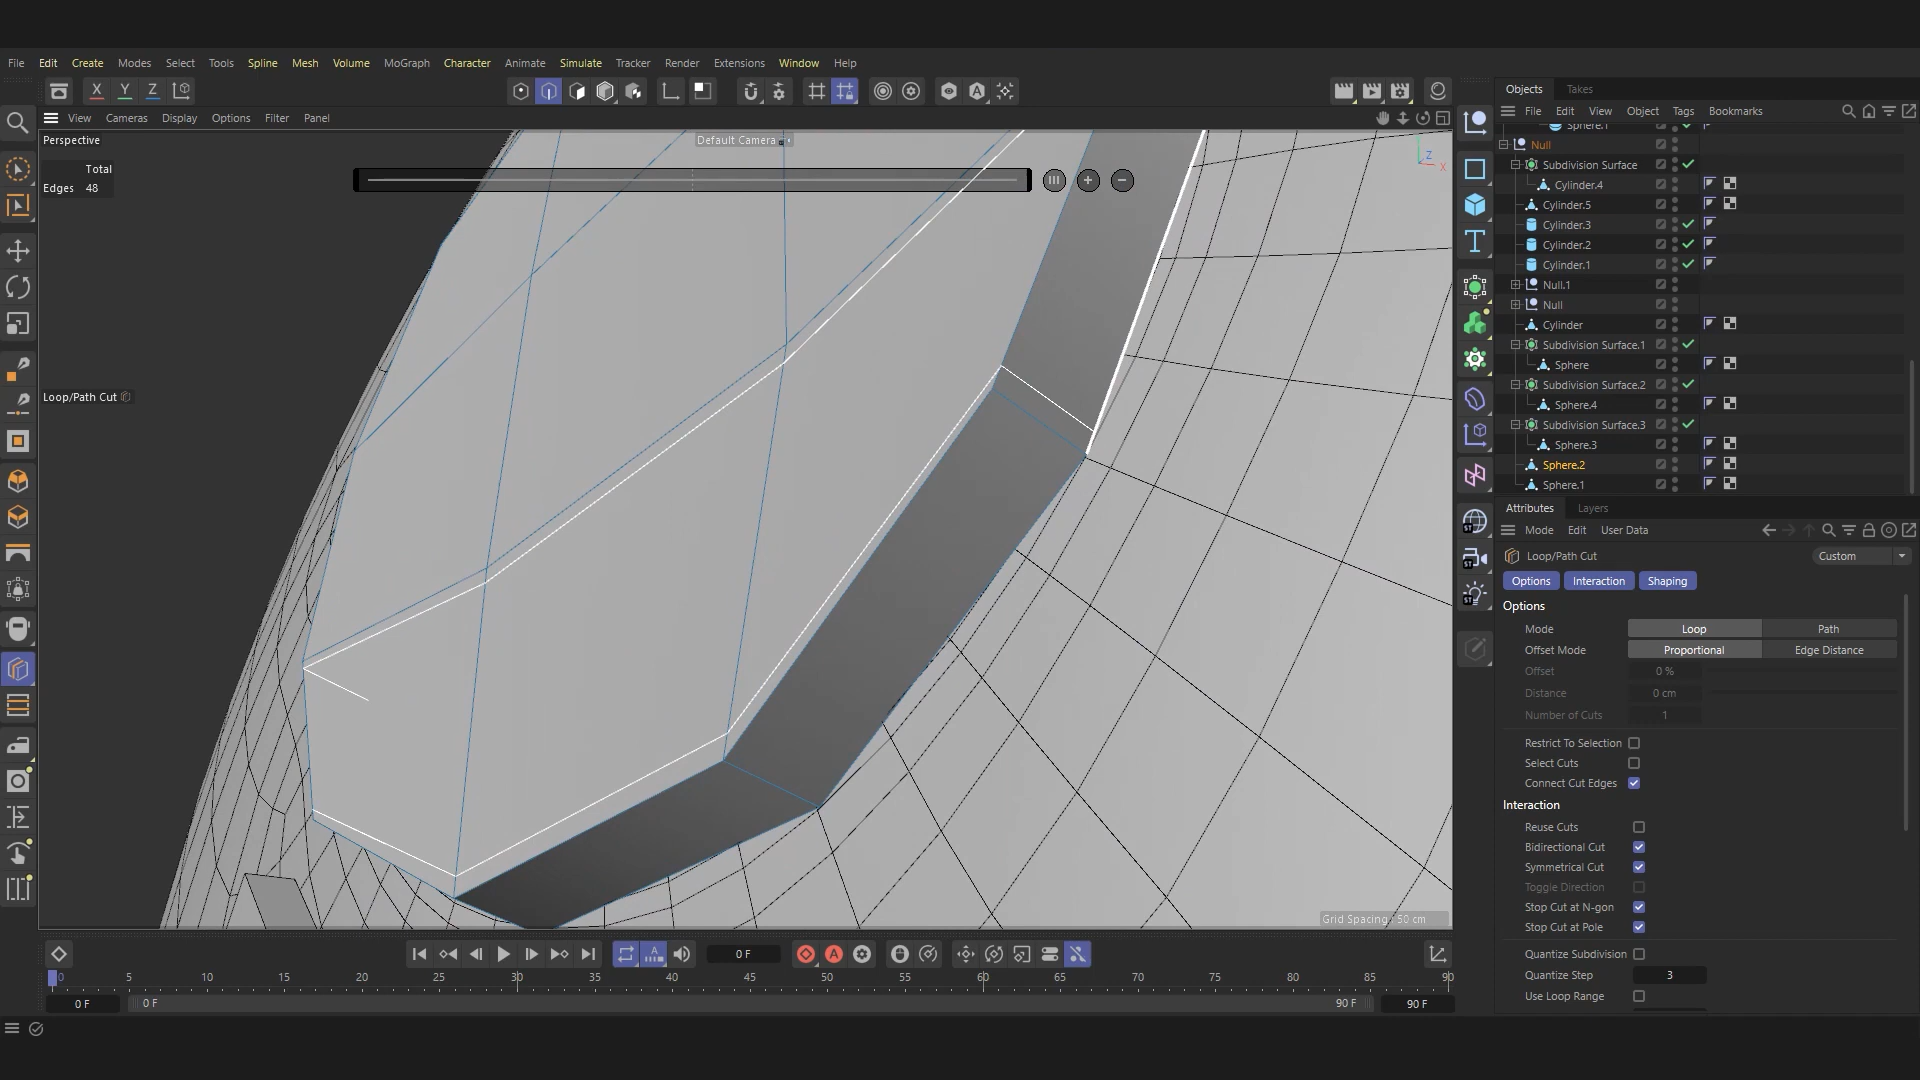 File Edit Create Modes Select Tools Spline Mesh Volume MoGraph Character Animate Simulate Tracker Render Extensions Window Help
X Y Z
View Cameras Display Options Filter Panel
Perspective
Default Camera
Total
Edges 48
Z
X
Loop/Path Cut
Grid Spacing : 50 cm
0 F
0 5 10 15 20 25 30 35 40 45 50 55 60 65 70 75 80 85 90
0 F
0 F
90 F
90 F
Objects Takes
File Edit View Object Tags Bookmarks
Sphere.1
Null
Subdivision Surface
Cylinder.4
Cylinder.5
Cylinder.3
Cylinder.2
Cylinder.1
Null.1
Null
Cylinder
Subdivision Surface.1
Sphere
Subdivision Surface.2
Sphere.4
Subdivision Surface.3
Sphere.3
Sphere.2
Sphere.1
Attributes Layers
Mode Edit User Data
Loop/Path Cut Custom
Options Interaction Shaping
Options
Mode Loop Path
Offset Mode Proportional Edge Distance
Offset 0 %
Distance 0 cm
Number of Cuts 1
Restrict To Selection
Select Cuts
Connect Cut Edges
Interaction
Reuse Cuts
Bidirectional Cut
Symmetrical Cut
Toggle Direction
Stop Cut at N-gon
Stop Cut at Pole
Quantize Subdivision
Quantize Step 3
Use Loop Range